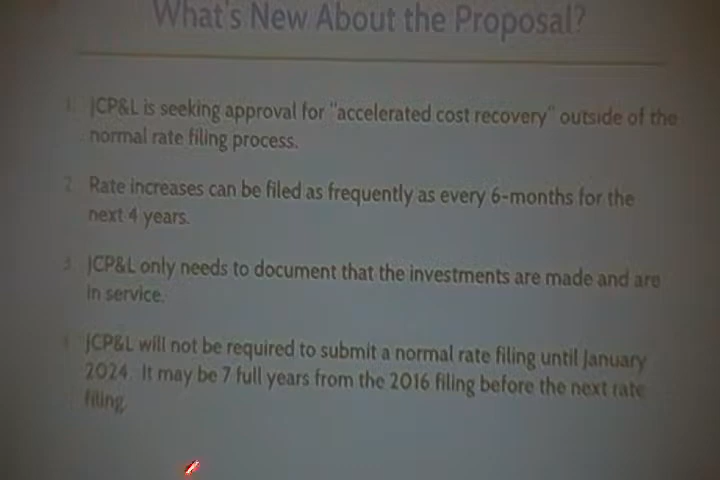 What's New About the Proposal?
1. JCP&L is seeking approval for "accelerated cost recovery" outside of the
normal rate filing process.
2. Rate increases can be filed as frequently as every 6-months for the
next 4 years.
3. JCP&L only needs to document that the investments are made and are
in service.
4. JCP&L will not be required to submit a normal rate filing until January
2024. It may be 7 full years from the 2016 filing before the next rate
filing.